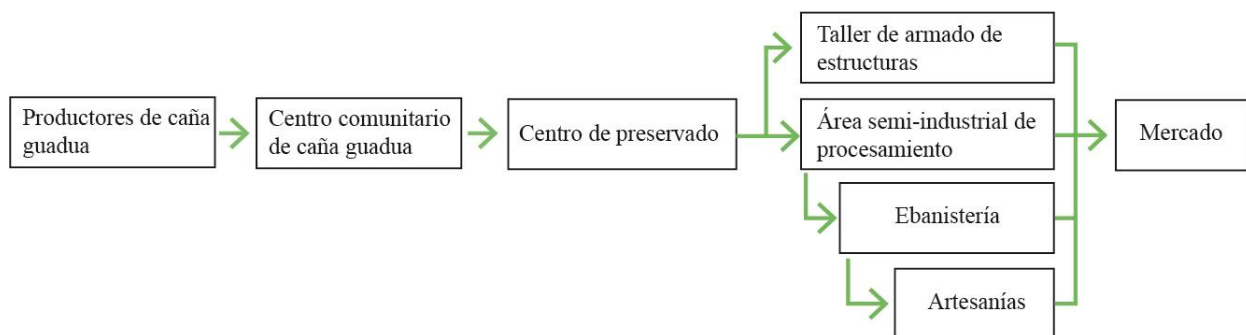 Productores de caña
guadua
Centro comunitario
de caña guadua
Centro de preservado
Taller de armado de
estructuras
Área semi-industrial de
procesamiento
Ebanistería
Artesanías
Mercado